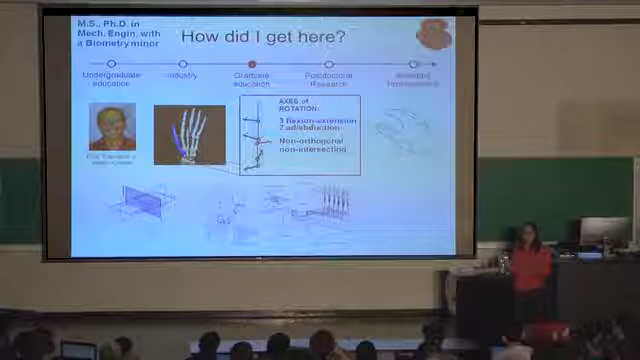 M.S., Ph.D. in
Mech. Engin. with
a Biometry minor
How did I get here?
Undergraduate
education
Industry
Graduate
education
Postdoctoral
Research
AXES of
ROTATION:
3 flexion-extension
2 ad/abduction
Non-orthogonal
non-intersecting